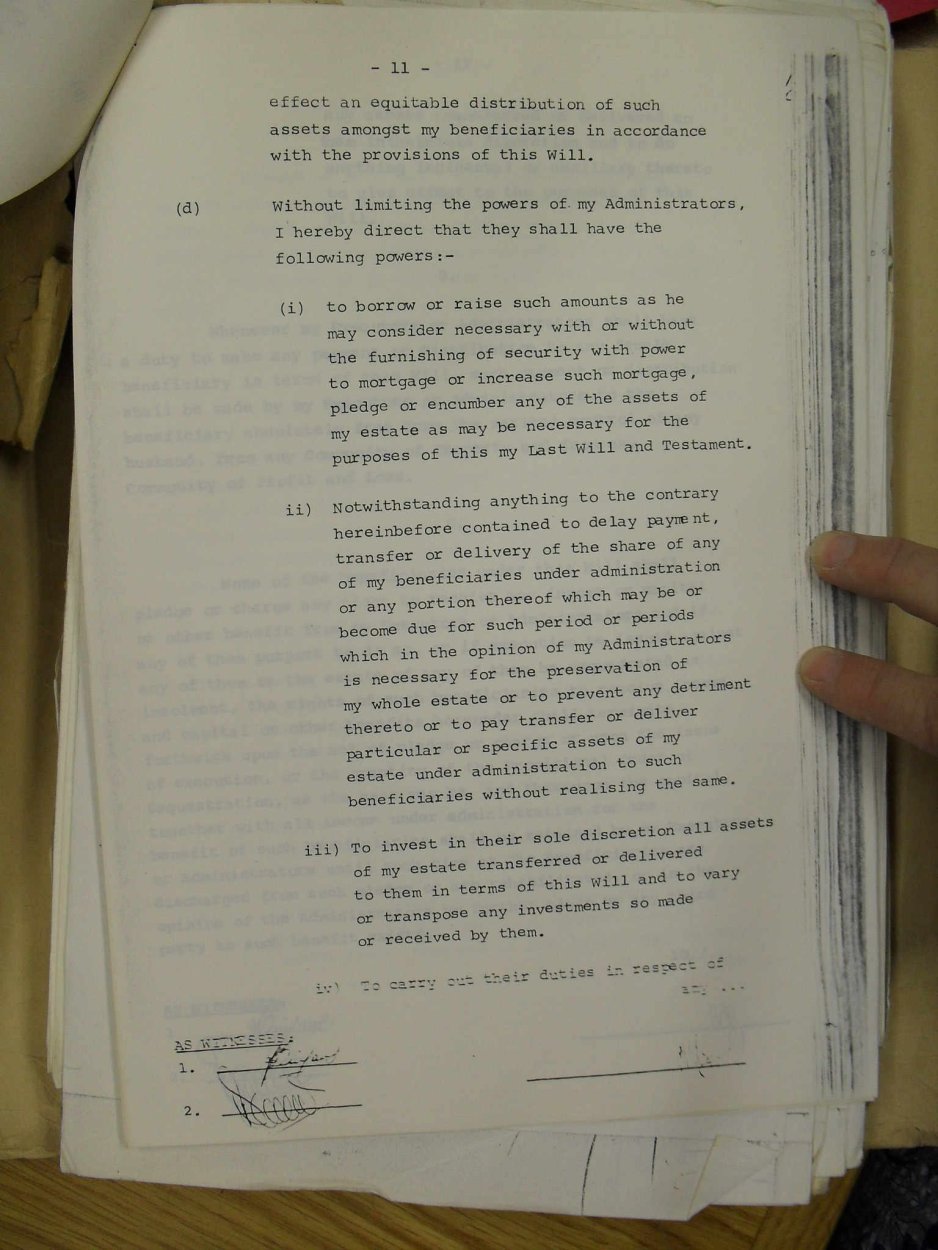 - 11 -
effect an equitable distribution of such
assets amongst my beneficiaries in accordance
with the provisions of this Will.
(d) Without limiting the powers of my Administrators,
I hereby direct that they shall have the
following powers:-
(i) to borrow or raise such amounts as he
may consider necessary with or without
the furnishing of security with power
to mortgage or increase such mortgage,
pledge or encumber any of the assets of
my estate as may be necessary for the
purposes of this my Last Will and Testament.
ii) Notwithstanding anything to the contrary
hereinbefore contained to delay payment,
transfer or delivery of the share of any
of my beneficiaries under administration
or any portion thereof which may be or
become due for such period or periods
which in the opinion of my Administrators
is necessary for the preservation of
my whole estate or to prevent any detriment
thereto or to pay transfer or deliver
particular or specific assets of my
estate under administration to such
beneficiaries without realising the same.
iii) To invest in their sole discretion all assets
of my estate transferred or delivered
to them in terms of this Will and to vary
or transpose any investments so made
or received by them.
iv) To carry out their duties in respect of
any ...
AS WITNESSES:
1.
2.